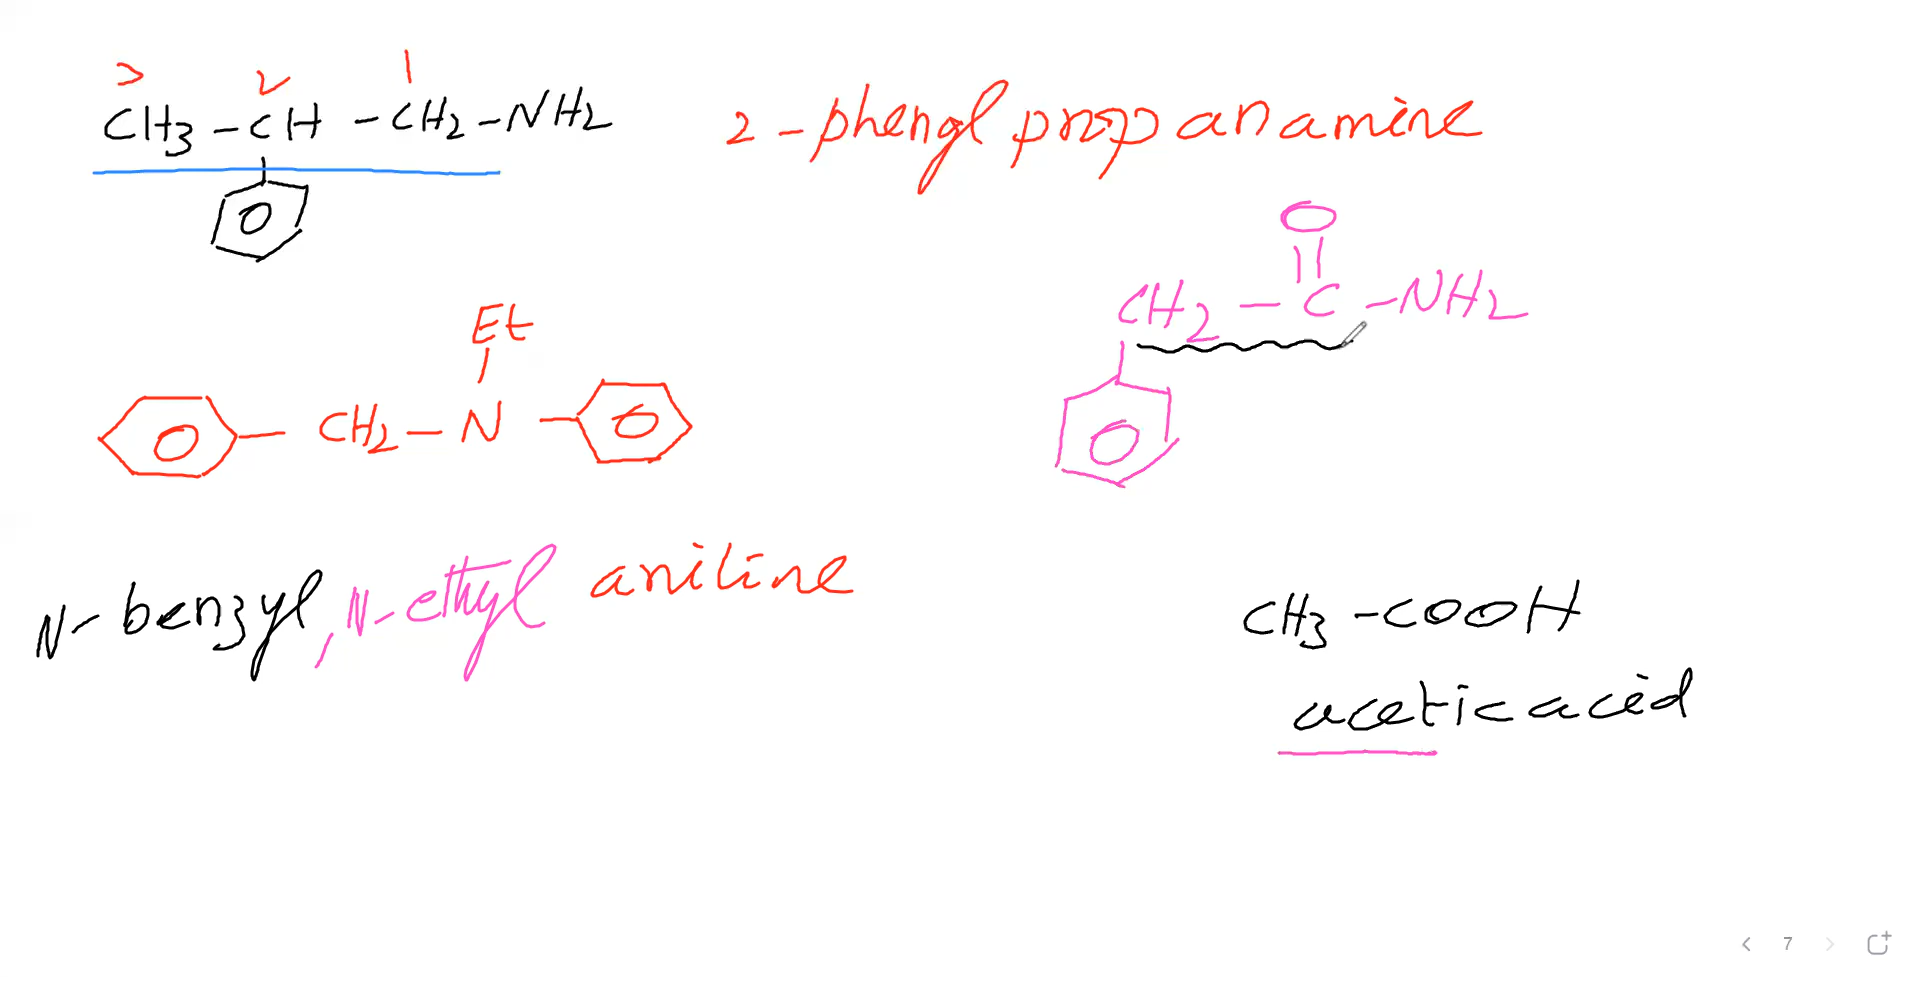 3 2 1
CH3 - CH - CH2 - NH2
2 - phenyl propanamine
O
CH2 - C - NH2
Et
CH2 - N
N- benzyl, N- ethyl aniline
CH3 - COOH
acetic acid
7